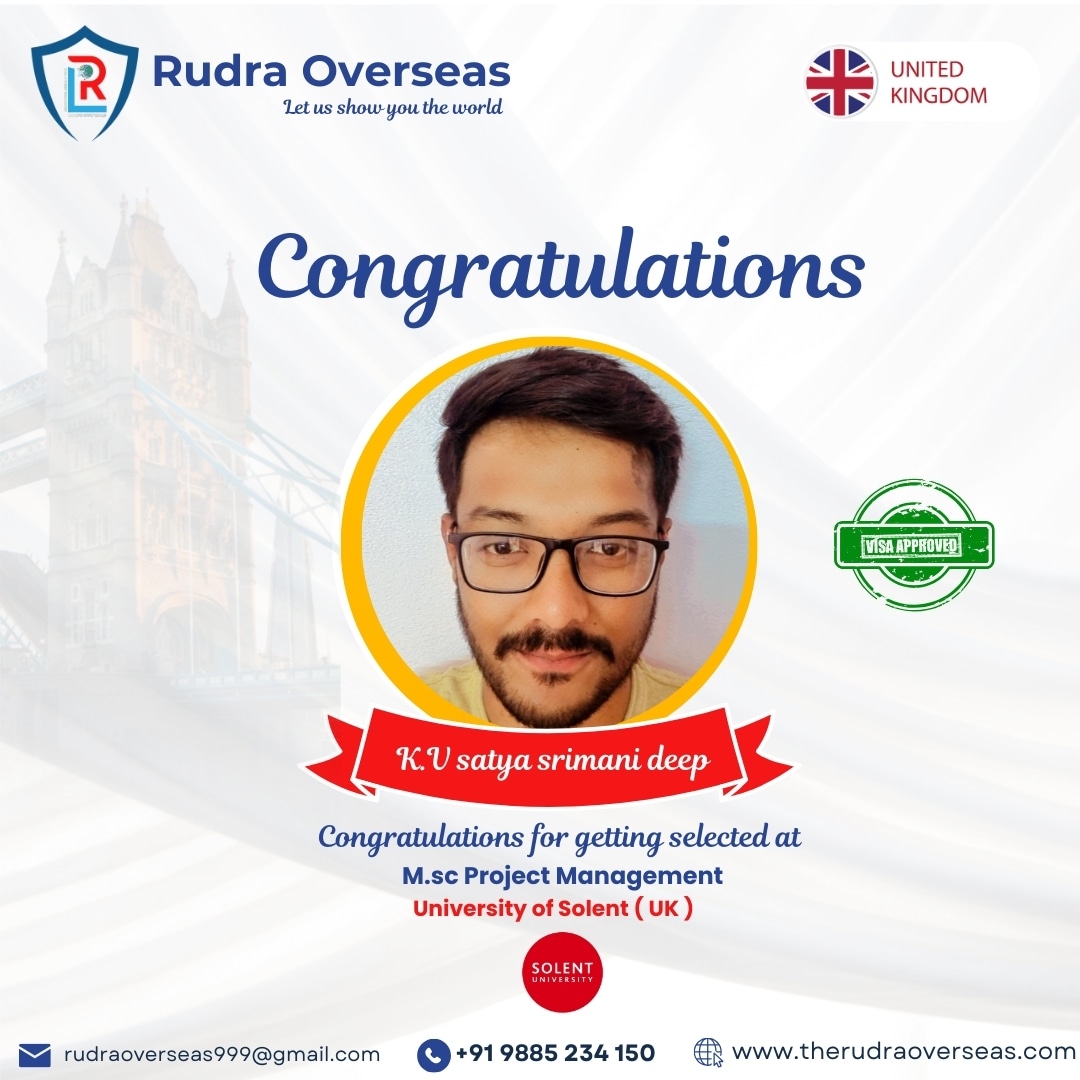 Rudra Overseas
Let us show you the world
UNITED
KINGDOM
Congratulations
VISA APPROVED
K.V satya srimani deep
Congratulations for getting selected at
M.sc Project Management
University of Solent ( UK )
SOLENT
UNIVERSITY
rudraoverseas999@gmail.com
+91 9885 234 150
www.therudraoverseas.com